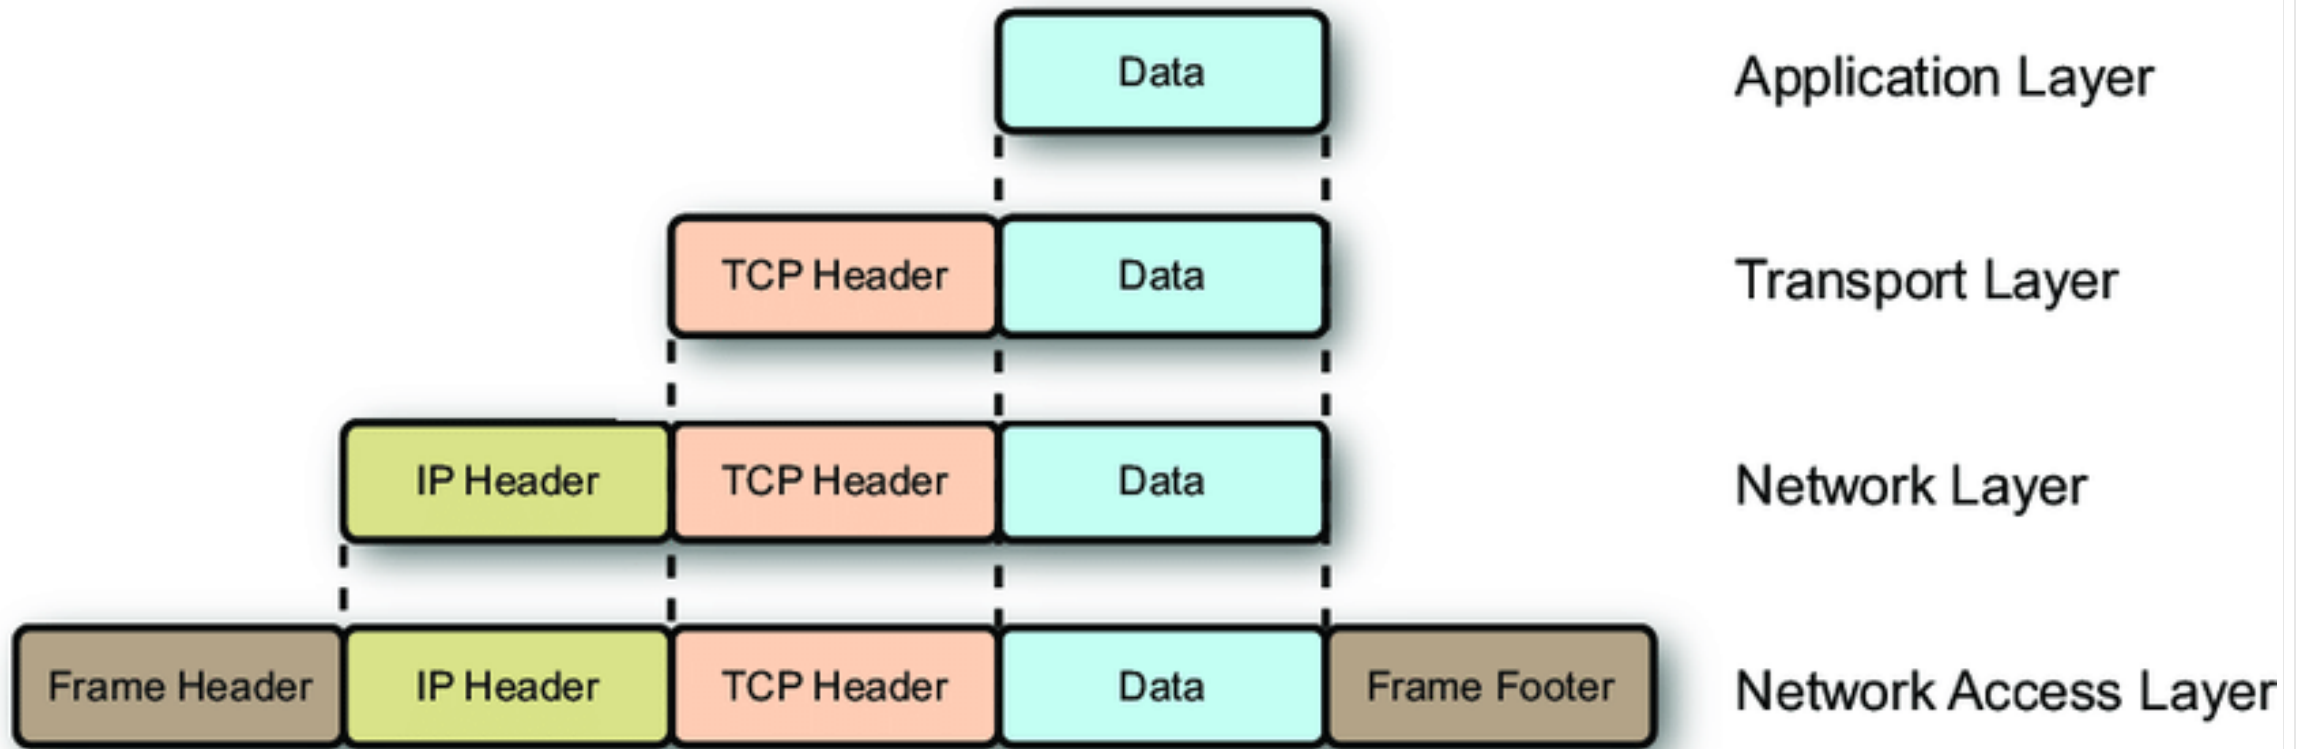 Data Application Layer
TCP Header Data Transport Layer
IP Header TCP Header Data Network Layer
Frame Header IP Header TCP Header Data Frame Footer Network Access Layer